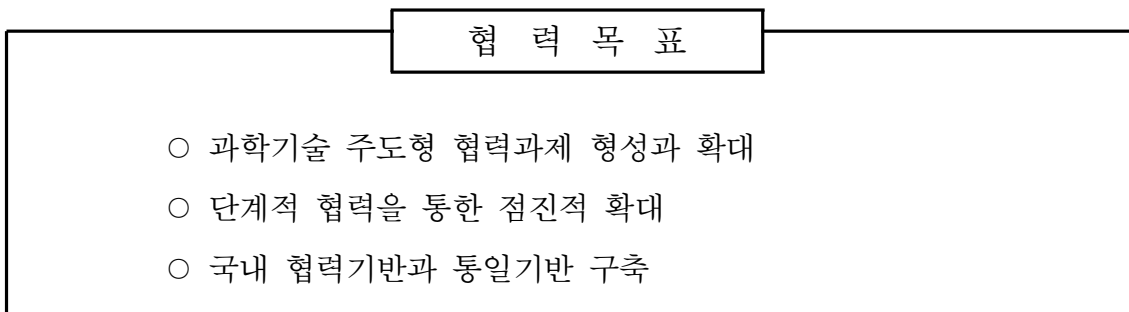 협 력 목 표
○ 과학기술 주도형 협력과제 형성과 확대
○ 단계적 협력을 통한 점진적 확대
○ 국내 협력기반과 통일기반 구축